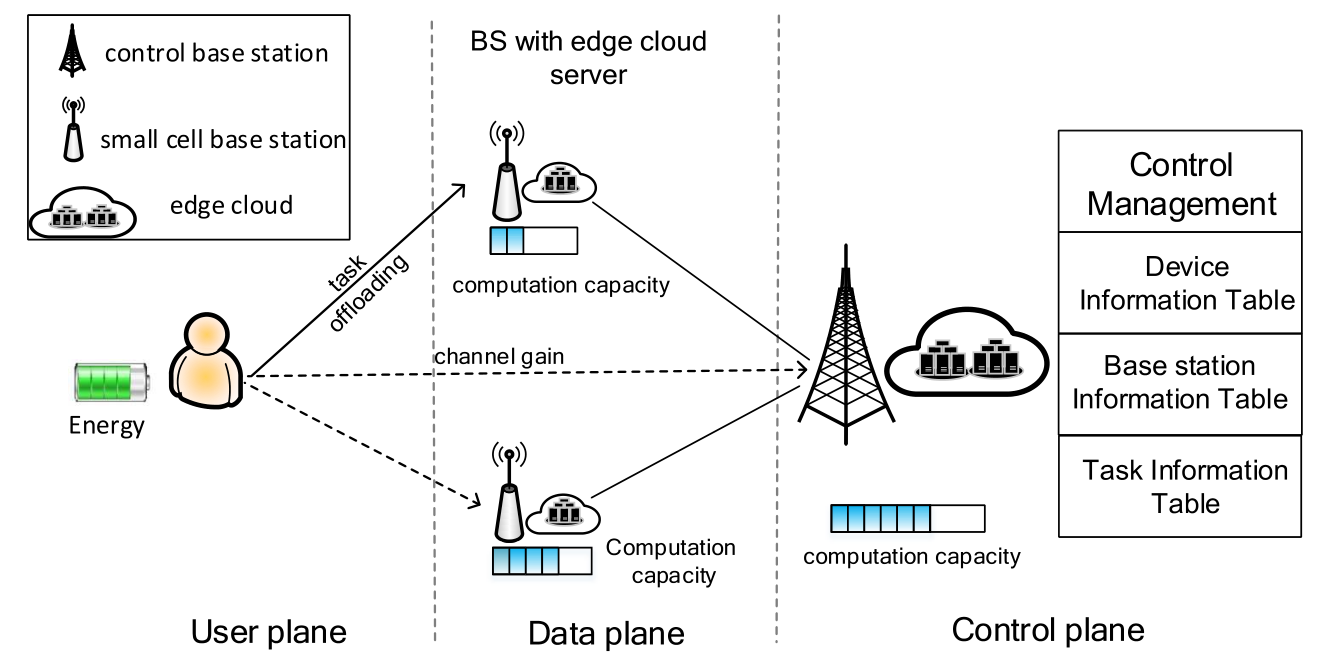 control base station
small cell base station
edge cloud
BS with edge cloud
server
computation capacity
task
offloading
channel gain
Energy
Computation
capacity
computation capacity
Control
Management
Device
Information Table
Base station
Information Table
Task Information
Table
User plane
Data plane
Control plane